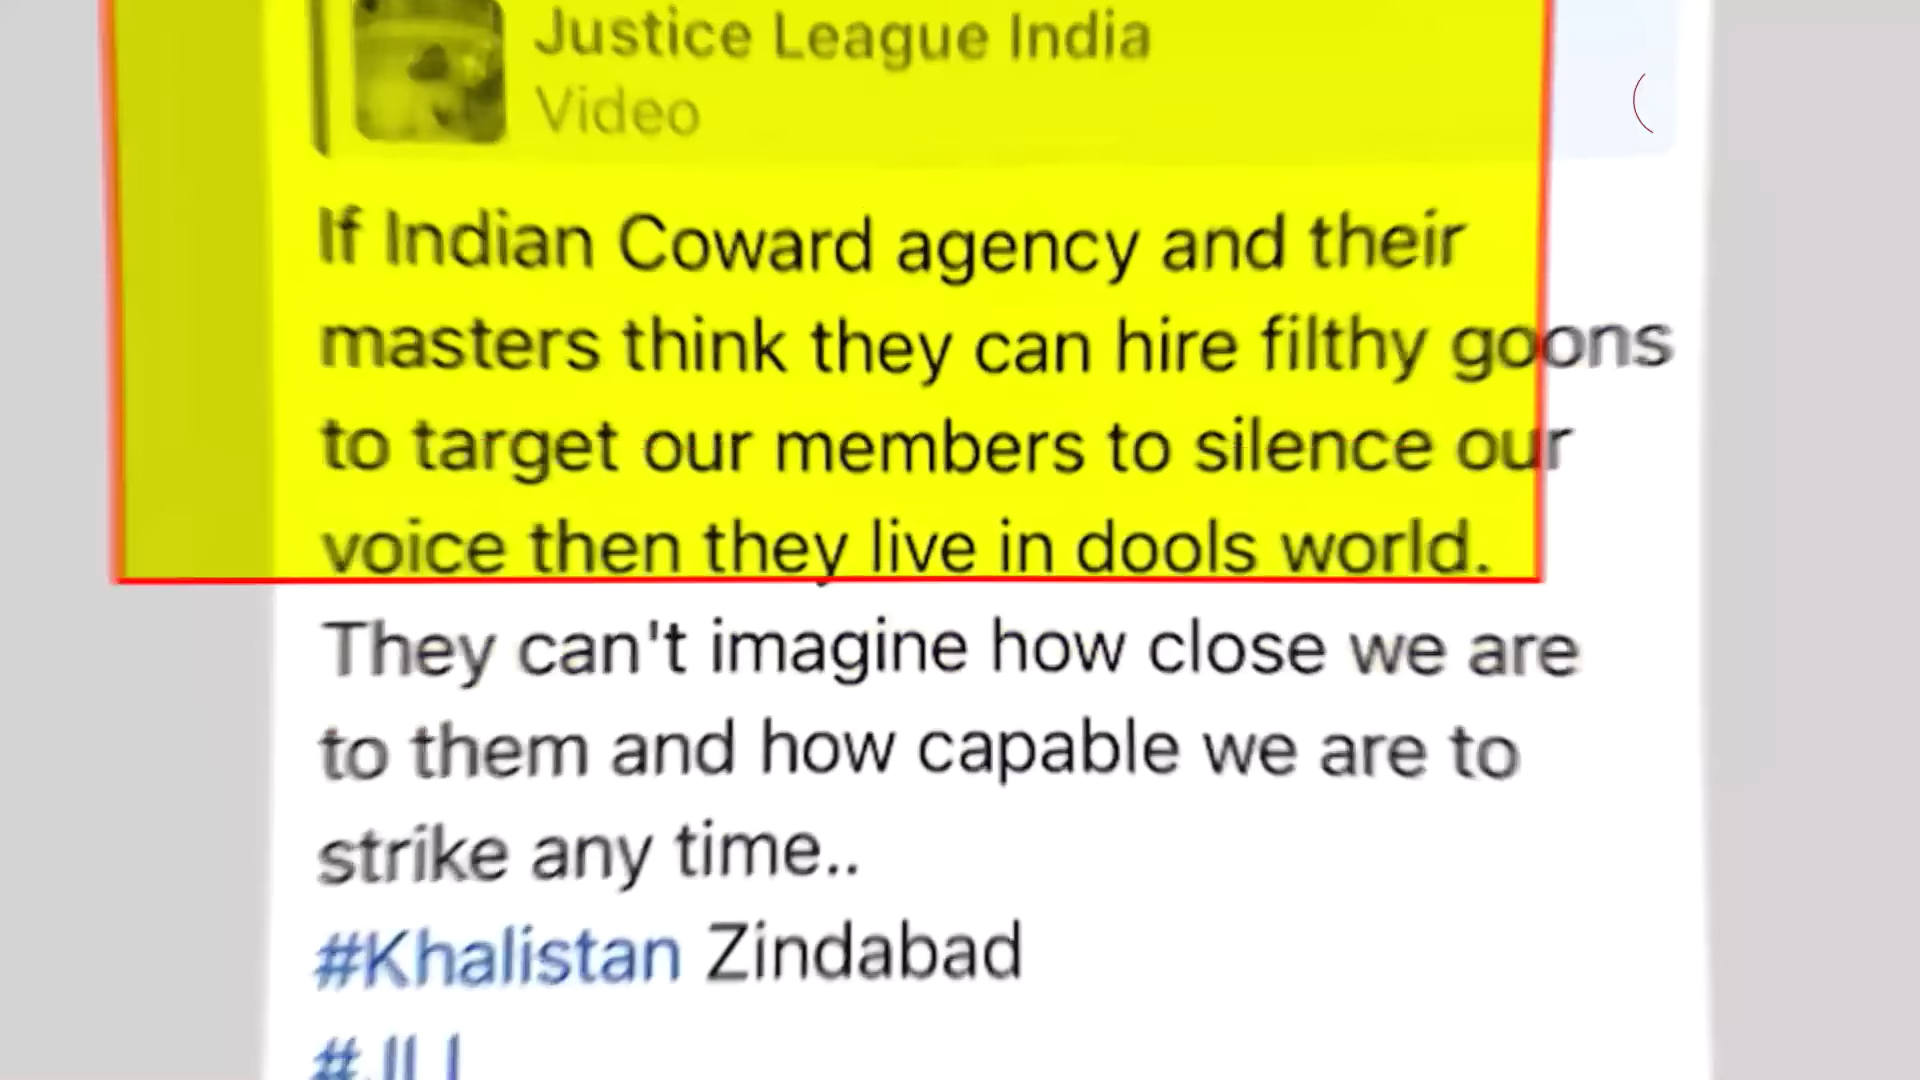 Justice League India
Video
If Indian Coward agency and their
masters think they can hire filthy goons
to target our members to silence our
voice then they live in dools world.
They can't imagine how close we are
to them and how capable we are to
strike any time..
#Khalistan Zindabad